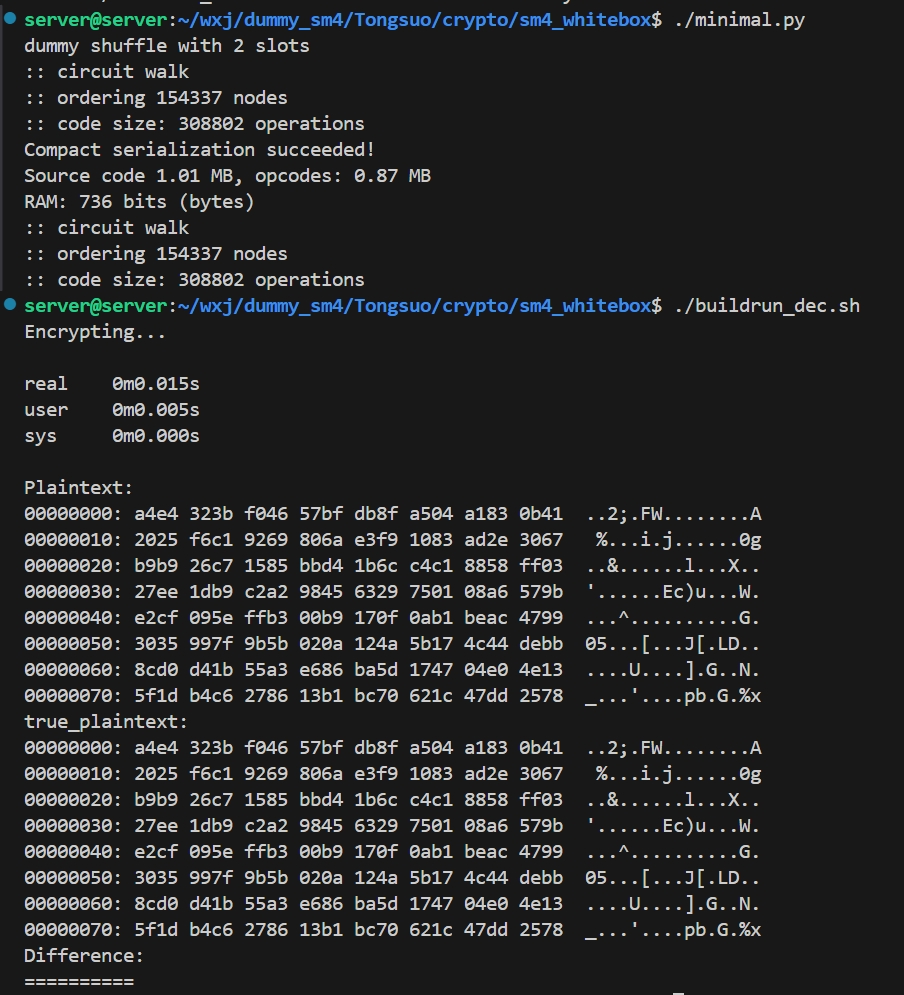 server@server:~/wxj/dummy_sm4/Tongsuo/crypto/sm4_whitebox$ ./minimal.py
dummy shuffle with 2 slots
:: circuit walk
:: ordering 154337 nodes
:: code size: 308802 operations
Compact serialization succeeded!
Source code 1.01 MB, opcodes: 0.87 MB
RAM: 736 bits (bytes)
:: circuit walk
:: ordering 154337 nodes
:: code size: 308802 operations
server@server:~/wxj/dummy_sm4/Tongsuo/crypto/sm4_whitebox$ ./buildrun_dec.sh
Encrypting...
real    0m0.015s
user    0m0.005s
sys     0m0.000s
Plaintext:
00000000: a4e4 323b f046 57bf db8f a504 a183 0b41  ..2;.FW........A
00000010: 2025 f6c1 9269 806a e3f9 1083 ad2e 3067   %...i.j......0g
00000020: b9b9 26c7 1585 bbd4 1b6c c4c1 8858 ff03  ..&......l...X..
00000030: 27ee 1db9 c2a2 9845 6329 7501 08a6 579b  '......Ec)u...W.
00000040: e2cf 095e ffb3 00b9 170f 0ab1 beac 4799  ...^..........G.
00000050: 3035 997f 9b5b 020a 124a 5b17 4c44 debb  05...[...J[.LD..
00000060: 8cd0 d41b 55a3 e686 ba5d 1747 04e0 4e13  ....U....].G..N.
00000070: 5f1d b4c6 2786 13b1 bc70 621c 47dd 2578  _...'....pb.G.%x
true_plaintext:
00000000: a4e4 323b f046 57bf db8f a504 a183 0b41  ..2;.FW........A
00000010: 2025 f6c1 9269 806a e3f9 1083 ad2e 3067   %...i.j......0g
00000020: b9b9 26c7 1585 bbd4 1b6c c4c1 8858 ff03  ..&......l...X..
00000030: 27ee 1db9 c2a2 9845 6329 7501 08a6 579b  '......Ec)u...W.
00000040: e2cf 095e ffb3 00b9 170f 0ab1 beac 4799  ...^..........G.
00000050: 3035 997f 9b5b 020a 124a 5b17 4c44 debb  05...[...J[.LD..
00000060: 8cd0 d41b 55a3 e686 ba5d 1747 04e0 4e13  ....U....].G..N.
00000070: 5f1d b4c6 2786 13b1 bc70 621c 47dd 2578  _...'....pb.G.%x
Difference:
==========